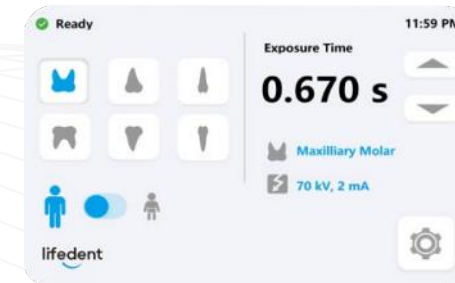 Ready
11:59 PM
Exposure Time
0.670 s
Maxilliary Molar
70 kV, 2 mA
lifedent